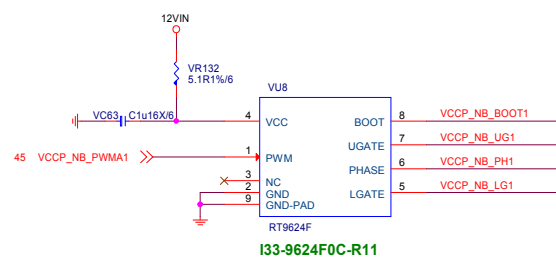 12VIN
VR132
5.1R1%/6
VU8
VC63 C1u16X/6
4 VCC BOOT 8 VCCP_NB_BOOT1
UGATE 7 VCCP_NB_UG1
45 VCCP_NB_PWMA1 1 PWM
PHASE 6 VCCP_NB_PH1
3 NC
2 GND LGATE 5 VCCP_NB_LG1
9 GND-PAD
RT9624F
I33-9624F0C-R11